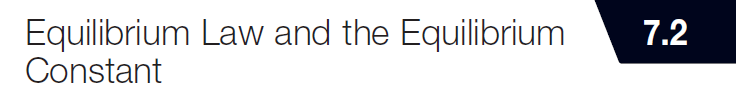 Equilibrium Law and the Equilibrium
Constant
7.2